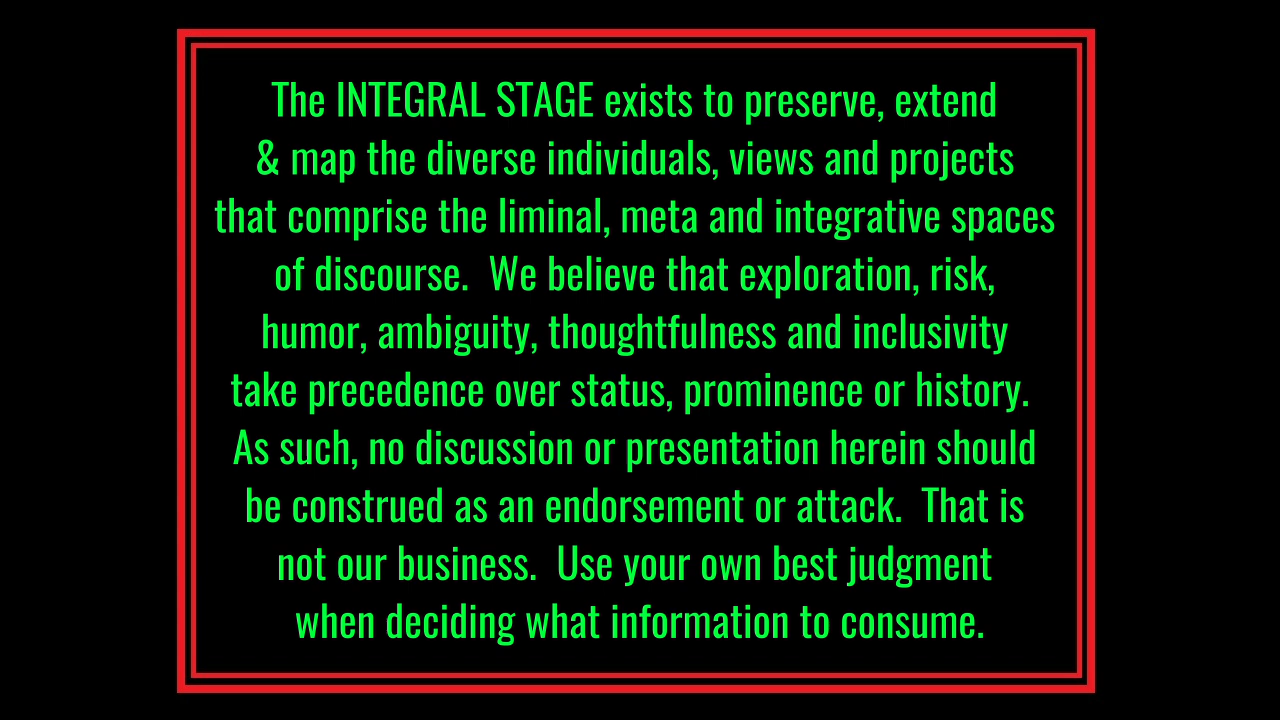 The INTEGRAL STAGE exists to preserve, extend
& map the diverse individuals, views and projects
that comprise the liminal, meta and integrative spaces
of discourse.  We believe that exploration, risk,
humor, ambiguity, thoughtfulness and inclusivity
take precedence over status, prominence or history.
As such, no discussion or presentation herein should
be construed as an endorsement or attack.  That is
not our business.  Use your own best judgment
when deciding what information to consume.